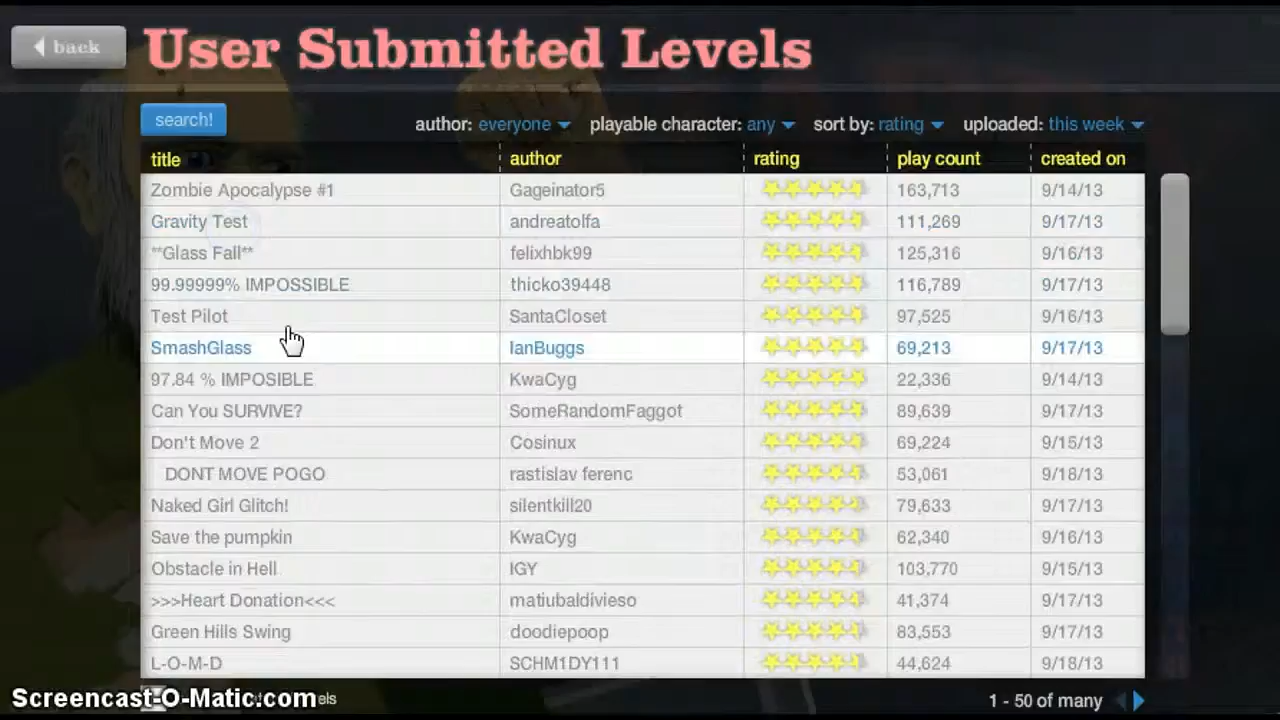 back
User Submitted Levels
search!
author: everyone playable character: any sort by: rating uploaded: this week
title author rating play count created on
Zombie Apocalypse #1 Gageinator5 163,713 9/14/13
Gravity Test andreatolfa 111,269 9/17/13
**Glass Fall** felixhbk99 125,316 9/16/13
99.99999% IMPOSSIBLE thicko39448 116,789 9/17/13
Test Pilot SantaCloset 97,525 9/16/13
SmashGlass IanBuggs 69,213 9/17/13
97.84 % IMPOSIBLE KwaCyg 22,336 9/14/13
Can You SURVIVE? SomeRandomFaggot 89,639 9/17/13
Don't Move 2 Cosinux 69,224 9/15/13
DONT MOVE POGO rastislav ferenc 53,061 9/18/13
Naked Girl Glitch! silentkill20 79,633 9/17/13
Save the pumpkin KwaCyg 62,340 9/16/13
Obstacle in Hell IGY 103,770 9/15/13
>>>Heart Donation<<< matiubaldivieso 41,374 9/17/13
Green Hills Swing doodiepoop 83,553 9/17/13
L-O-M-D SCHM1DY111 44,624 9/18/13
Screencast-O-Matic.com els 1 - 50 of many